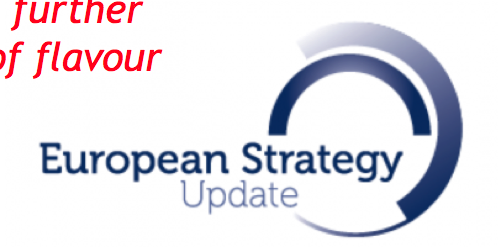 further
of flavour
European Strategy
Update